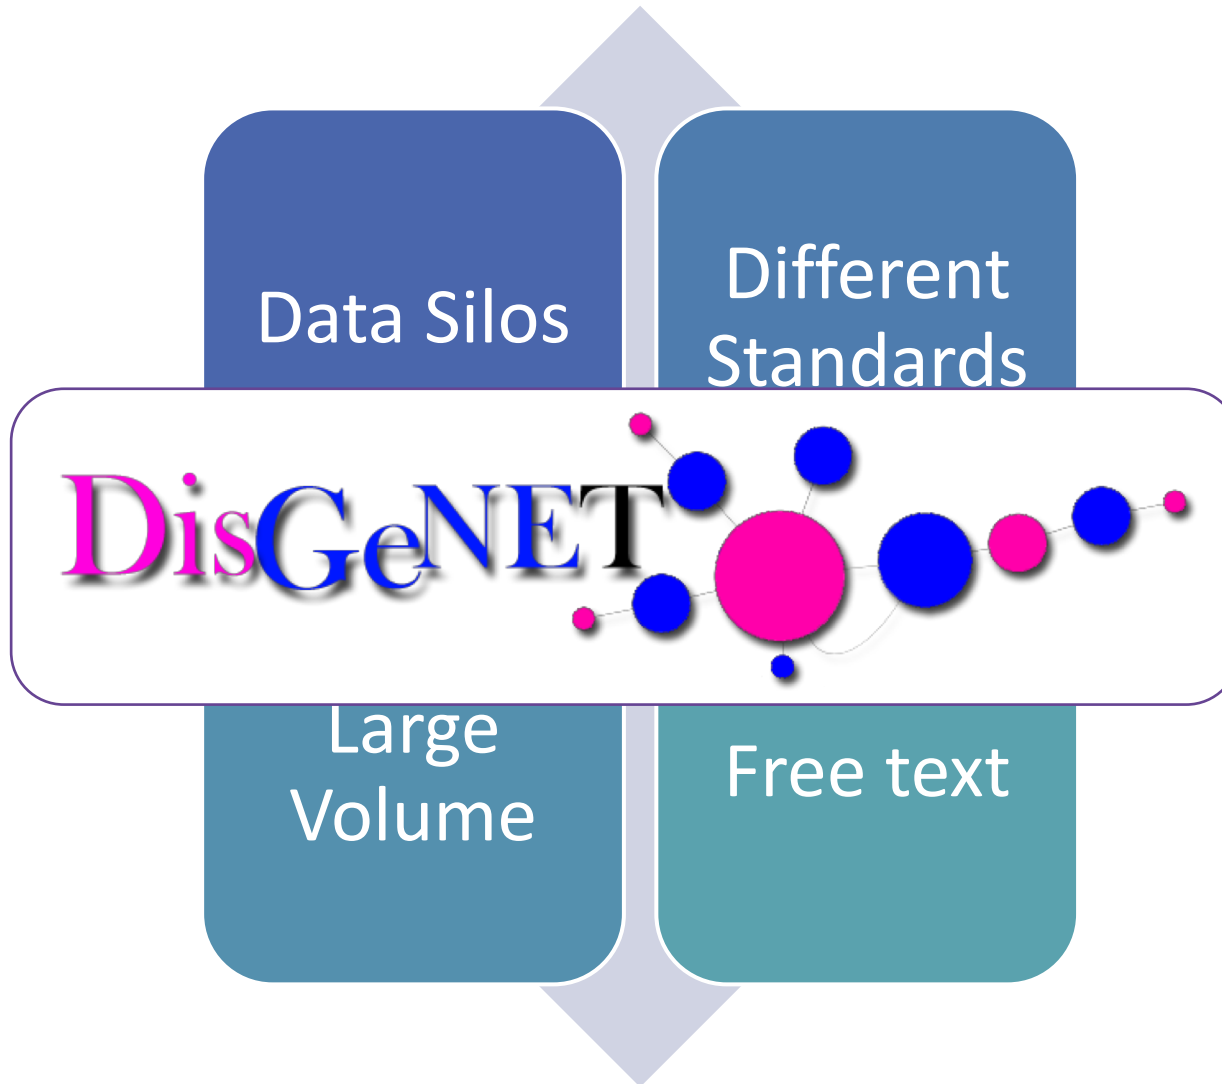 Data Silos
Different
Standards
DisGeNET
Large
Volume
Free text